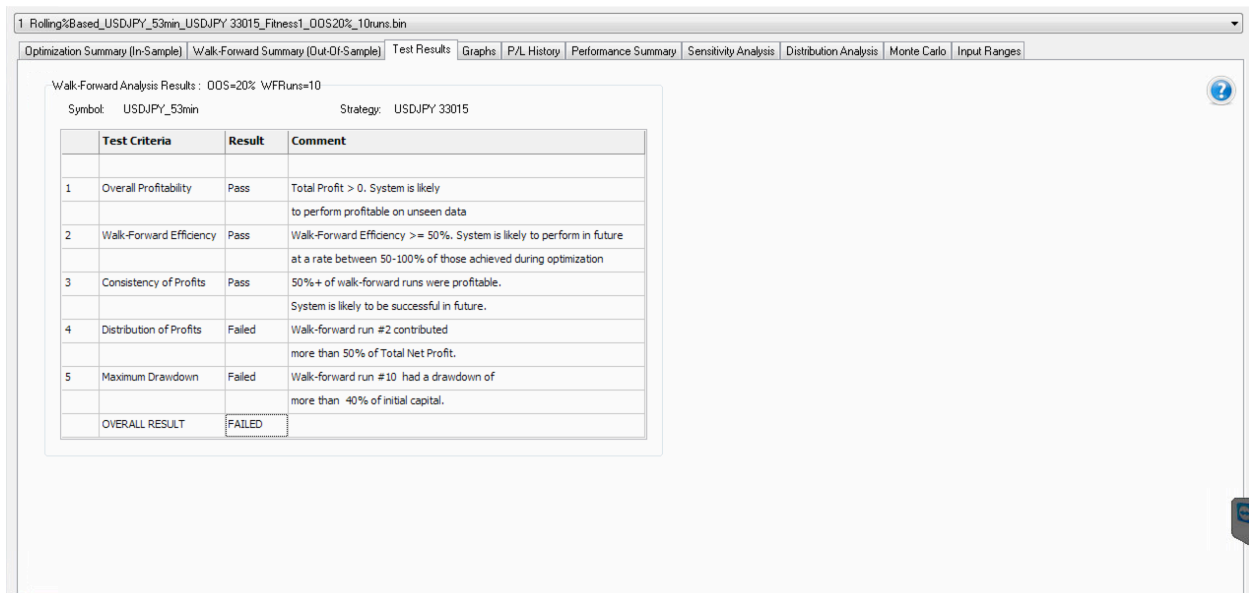 1 Rolling%Based_USDJPY_53min_USDJPY 33015_Fitness1_OOS20%_10runs.bin
Optimization Summary (In-Sample) Walk-Forward Summary (Out-Of-Sample) Test Results Graphs P/L History Performance Summary Sensitivity Analysis Distribution Analysis Monte Carlo Input Ranges
Walk-Forward Analysis Results : OOS=20% WFRuns=10
Symbol: USDJPY_53min Strategy: USDJPY 33015
Test Criteria Result Comment
1 Overall Profitability Pass Total Profit > 0. System is likely
to perform profitable on unseen data
2 Walk-Forward Efficiency Pass Walk-Forward Efficiency >= 50%. System is likely to perform in future
at a rate between 50-100% of those achieved during optimization
3 Consistency of Profits Pass 50%+ of walk-forward runs were profitable.
System is likely to be successful in future.
4 Distribution of Profits Failed Walk-forward run #2 contributed
more than 50% of Total Net Profit.
5 Maximum Drawdown Failed Walk-forward run #10 had a drawdown of
more than 40% of initial capital.
OVERALL RESULT FAILED
?